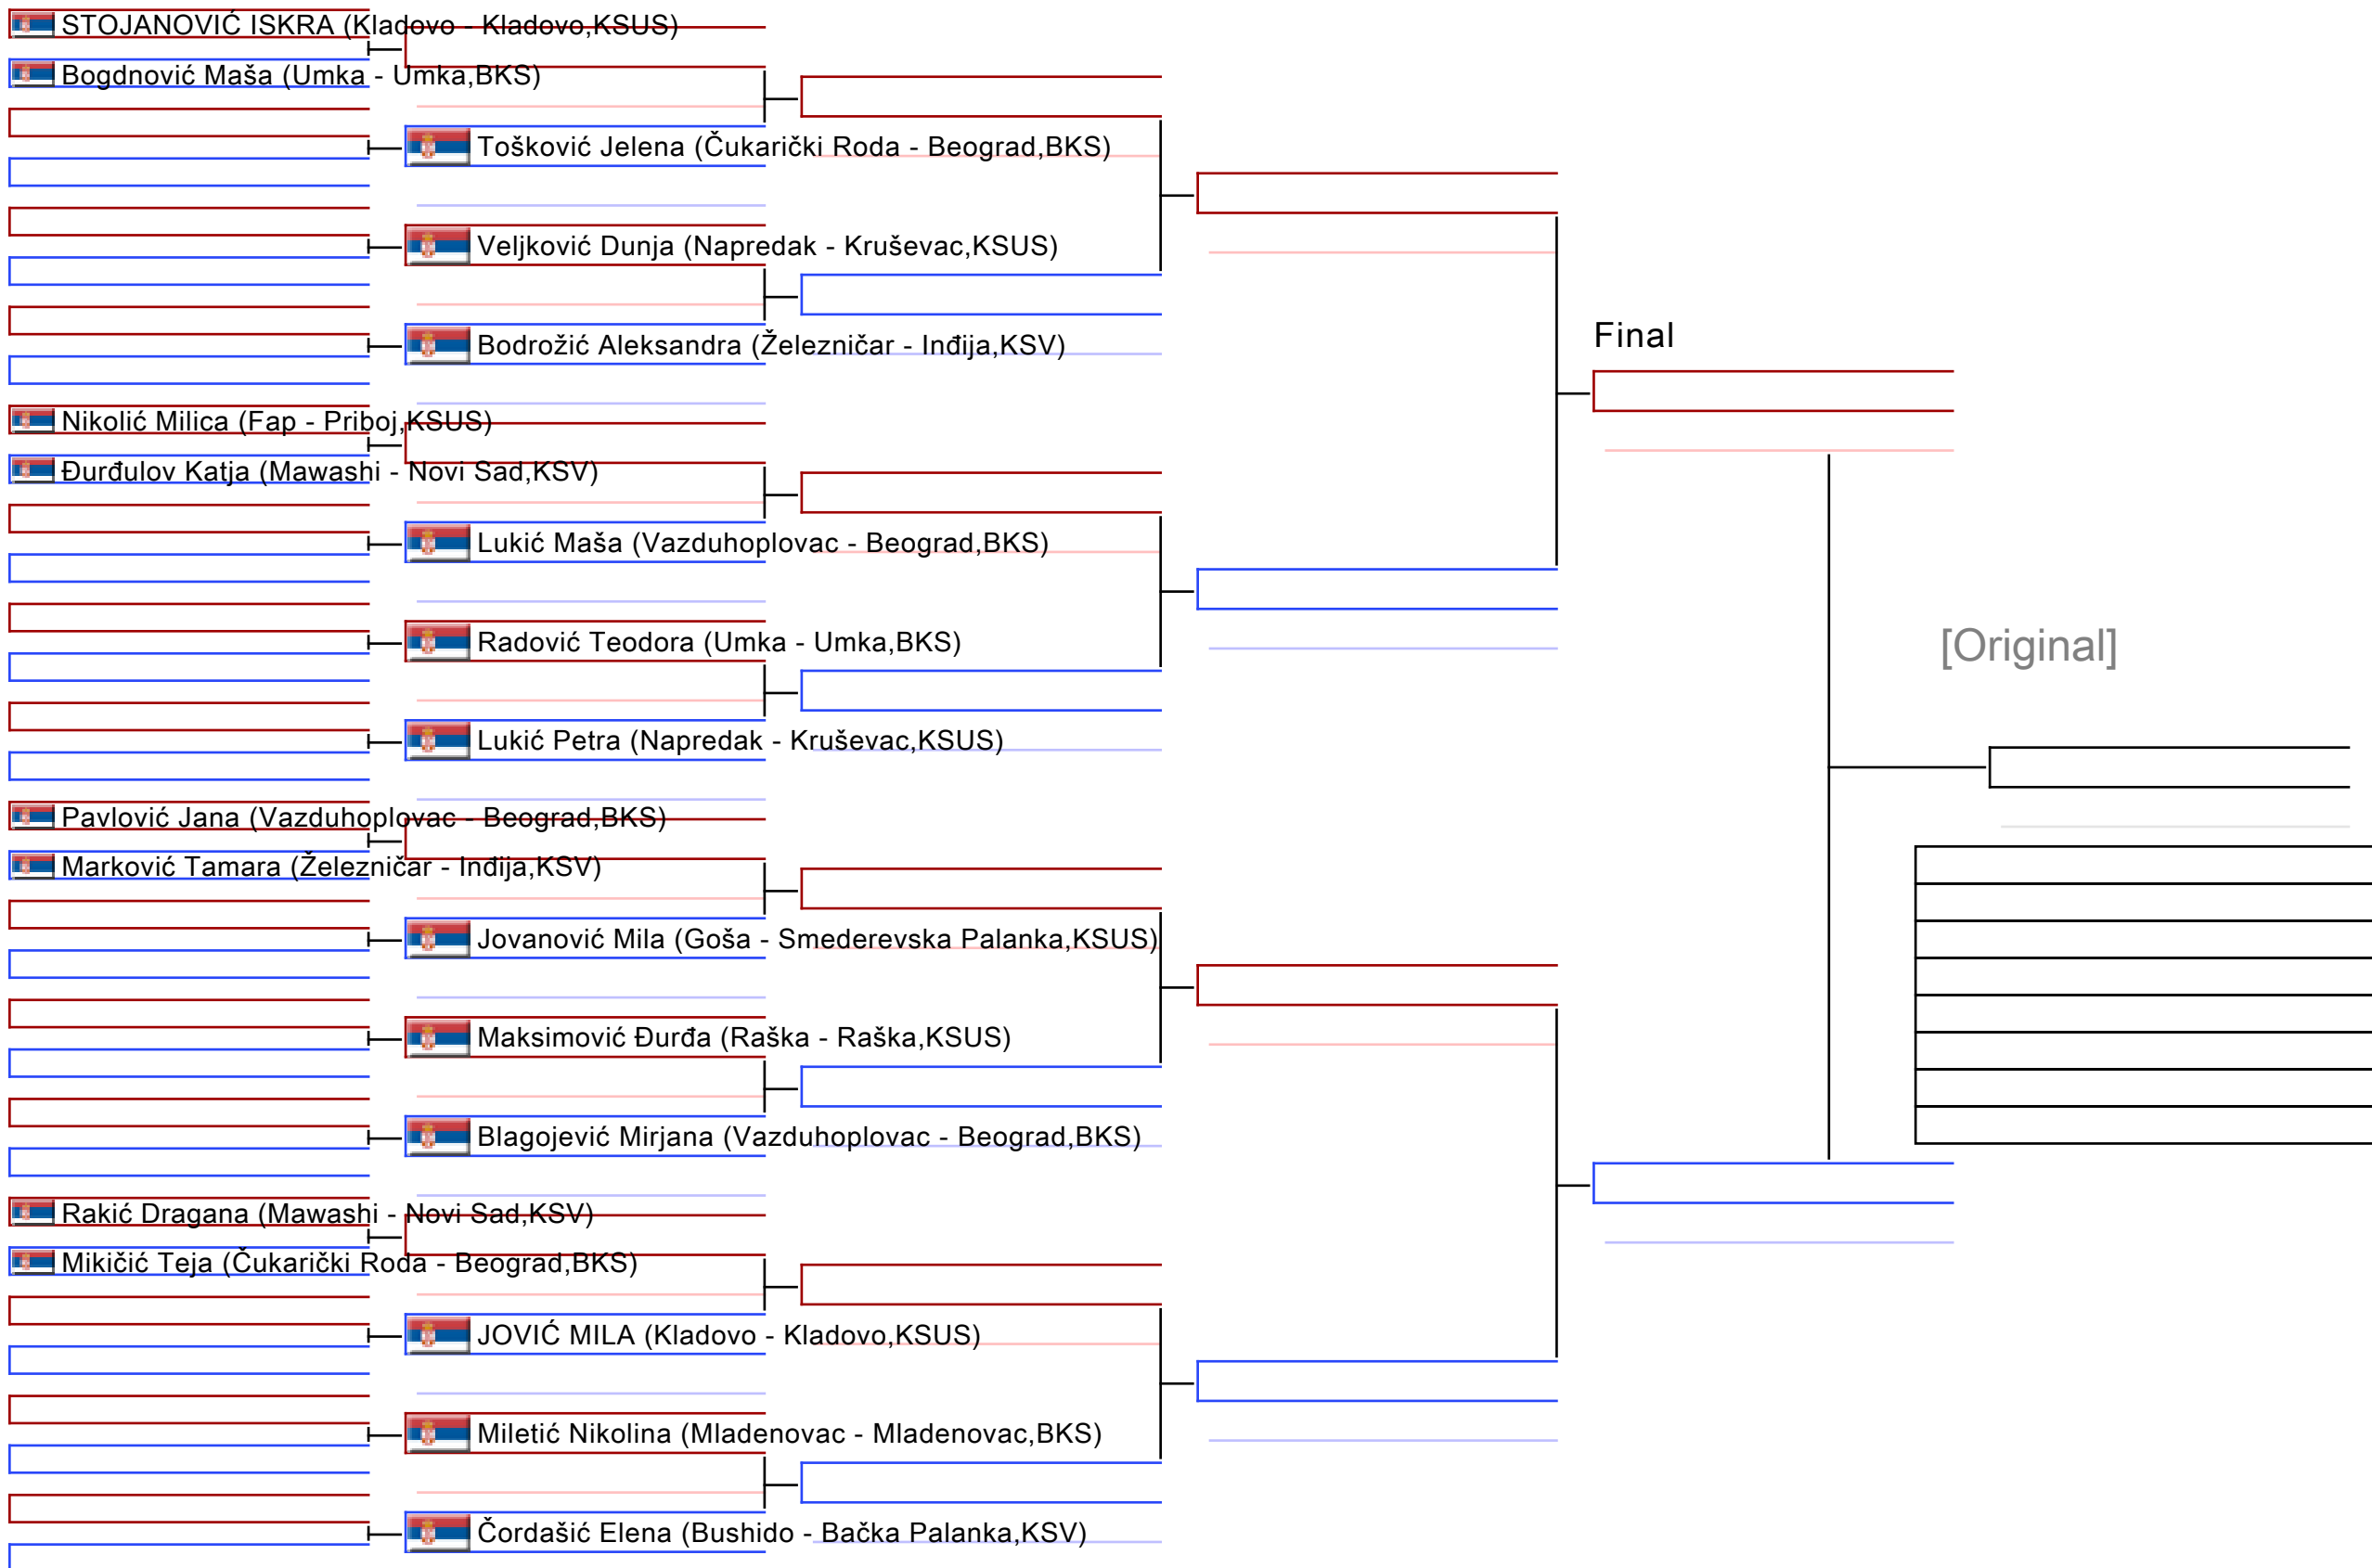 STOJANOVIĆ ISKRA (Kladovo - Kladovo,KSUS)
Bogdnović Maša (Umka - Umka,BKS)
Tošković Jelena (Čukarički Roda - Beograd,BKS)
Veljković Dunja (Napredak - Kruševac,KSUS)
Bodrožić Aleksandra (Železničar - Inđija,KSV)
Final
Nikolić Milica (Fap - Priboj,KSUS)
Đurđulov Katja (Mawashi - Novi Sad,KSV)
Lukić Maša (Vazduhoplovac - Beograd,BKS)
Radović Teodora (Umka - Umka,BKS)
[Original]
Lukić Petra (Napredak - Kruševac,KSUS)
Pavlović Jana (Vazduhoplovac - Beograd,BKS)
Marković Tamara (Železničar - Inđija,KSV)
Jovanović Mila (Goša - Smederevska Palanka,KSUS)
Maksimović Đurđa (Raška - Raška,KSUS)
Blagojević Mirjana (Vazduhoplovac - Beograd,BKS)
Rakić Dragana (Mawashi - Novi Sad,KSV)
Mikičić Teja (Čukarički Roda - Beograd,BKS)
JOVIĆ MILA (Kladovo - Kladovo,KSUS)
Miletić Nikolina (Mladenovac - Mladenovac,BKS)
Čordašić Elena (Bushido - Bačka Palanka,KSV)